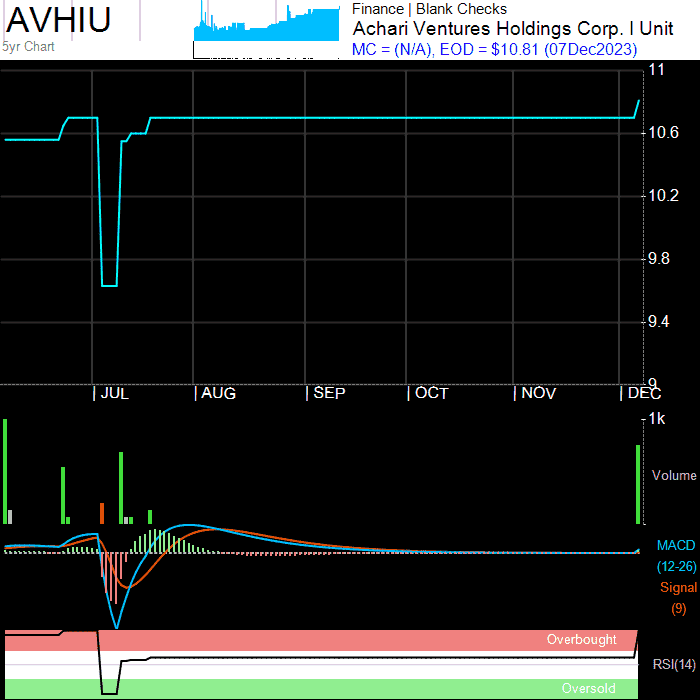 AVHIU
5yr Chart
Finance | Blank Checks
Achari Ventures Holdings Corp. I Unit
MC = (N/A), EOD = $10.81 (07Dec2023)
11
10.6
10.2
9.8
9.4
9
JUL AUG SEP OCT NOV DEC
1k
Volume
MACD
(12-26)
Signal
(9)
Overbought
RSI(14)
Oversold